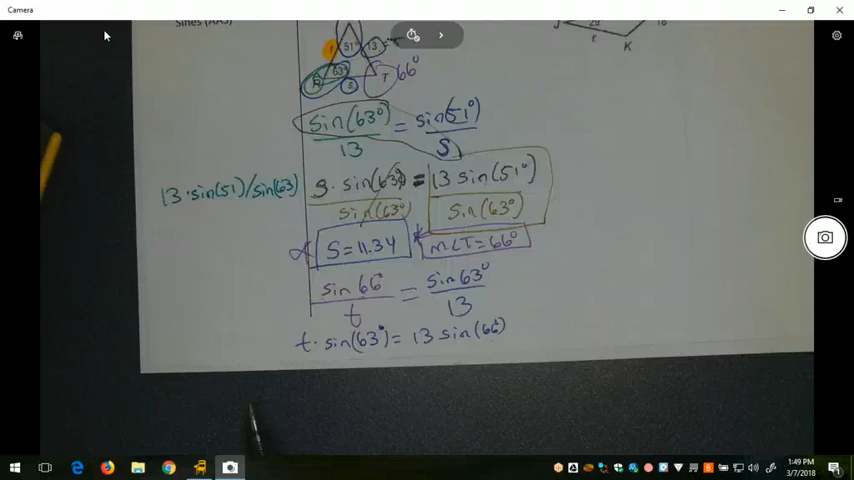 Camera
Sines (AAS)
51°
13
63°
R
S
T
66°
K
sin(63°)/13 = sin(51°)/S
13·sin(51)/sin(63)
S·sin(63°)/sin(63°) = 13 sin(51°)/sin(63°)
S=11.34
m∠T=66°
sin 66°/t = sin 63°/13
t·sin(63°) = 13 sin(66°)
1:49 PM
3/7/2018